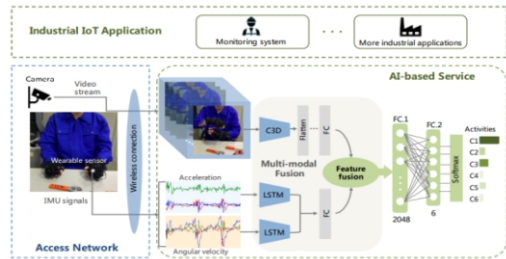 Industrial IoT Application
Monitoring system
. . .
More industrial applications
Camera
Video
stream
Wearable sensor
IMU signals
Access Network
Wireless connection
AI-based Service
C3D
Flatten
...
FC
Multi-modal
Fusion
Feature
fusion
Acceleration
LSTM
LSTM
FC
Angular velocity
FC.1
FC.2
2048
6
Softmax
Activities
C1
C2
C3
C4
C5
C6